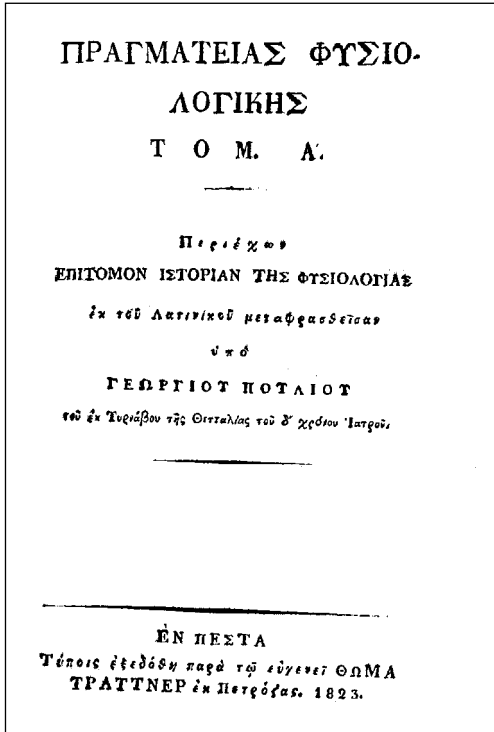 ΠΡΑΓΜΑΤΕΙΑΣ ΦΥΣΙΟ-
ΛΟΓΙΚΗΣ
ΤΟΜ. Α΄.
Περιέχων
ΕΠΙΤΟΜΟΝ ΙΣΤΟΡΙΑΝ ΤΗΣ ΦΥΣΙΟΛΟΓΙΑΣ
ἐκ τοῦ Λατινικοῦ μεταφρασθεῖσαν
ὑπὸ
ΓΕΩΡΓΙΟΥ ΠΟΥΛΙΟΥ
τοῦ ἐκ Τυρνάβου τῆς Θετταλίας τοῦ δ' χρόνου Ἰατροῦ.
ἘΝ ΠΕΣΤΑ
Τύποις ἐξεδόθη παρὰ τῷ εὐγενεῖ ΘΩΜΑ
ΤΡΑΤΤΝΕΡ ἐκ Πετρόζας. 1823.